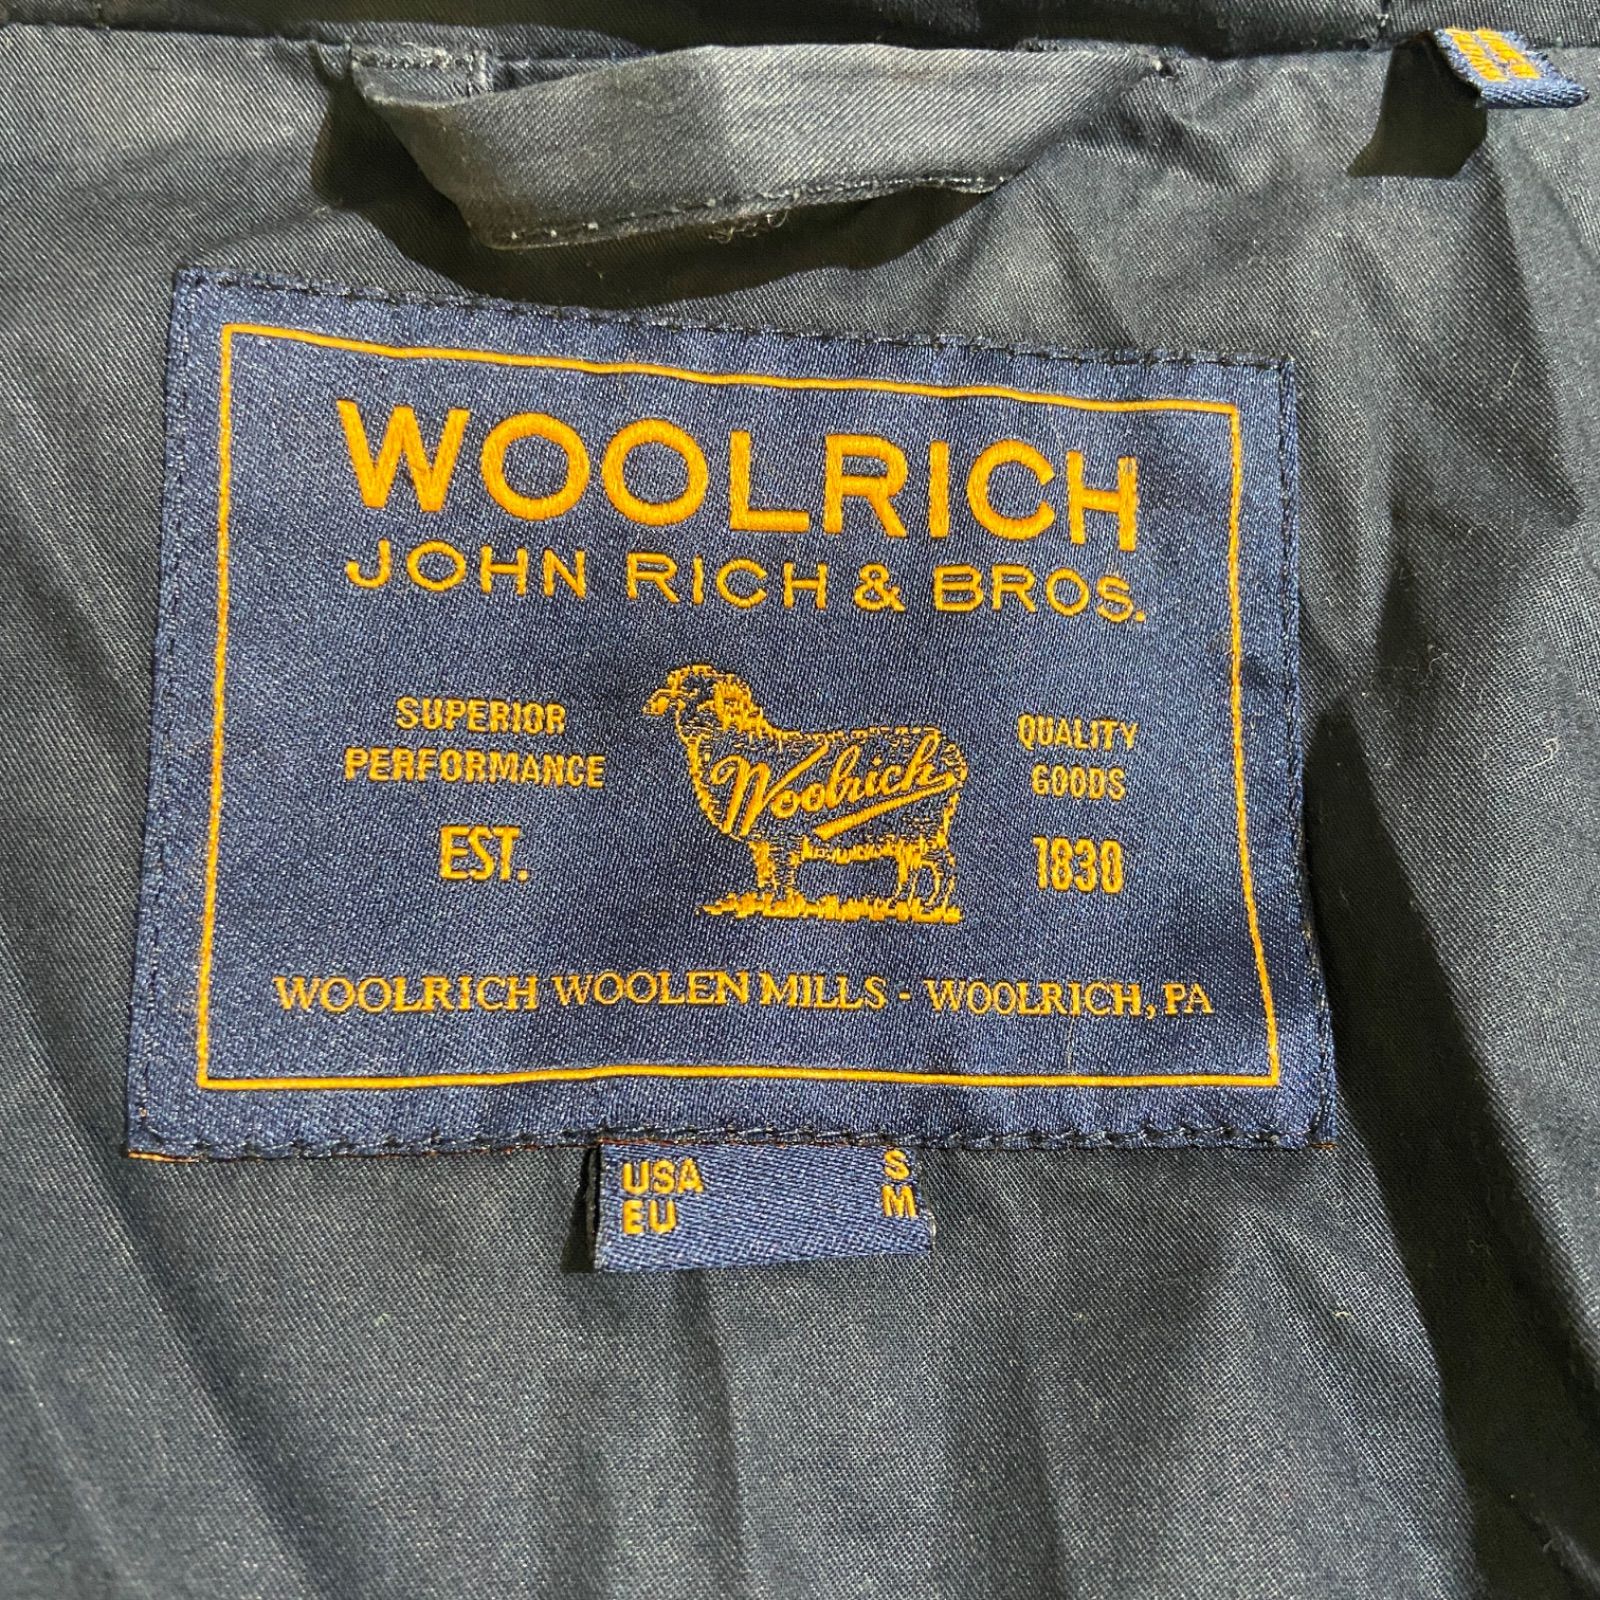 WOOLRICH
JOHN RICH & BROS.
SUPERIOR PERFORMANCE
Woolrich
QUALITY GOODS
EST.
1830
WOOLRICH WOOLEN MILLS - WOOLRICH, PA
USA S
EU M